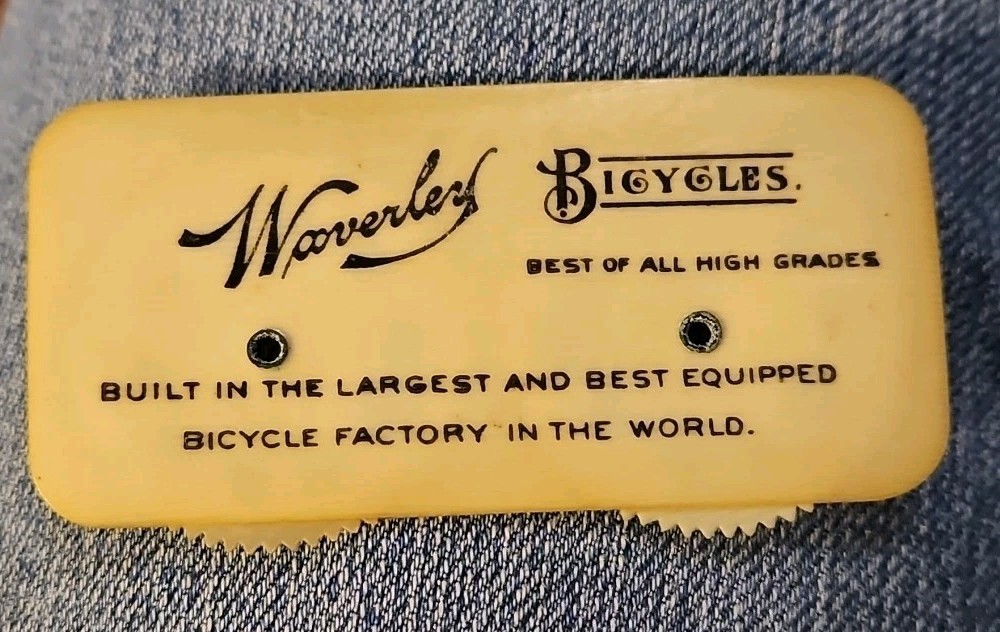 Waverley BICYCLES.
BEST OF ALL HIGH GRADES
BUILT IN THE LARGEST AND BEST EQUIPPED
BICYCLE FACTORY IN THE WORLD.